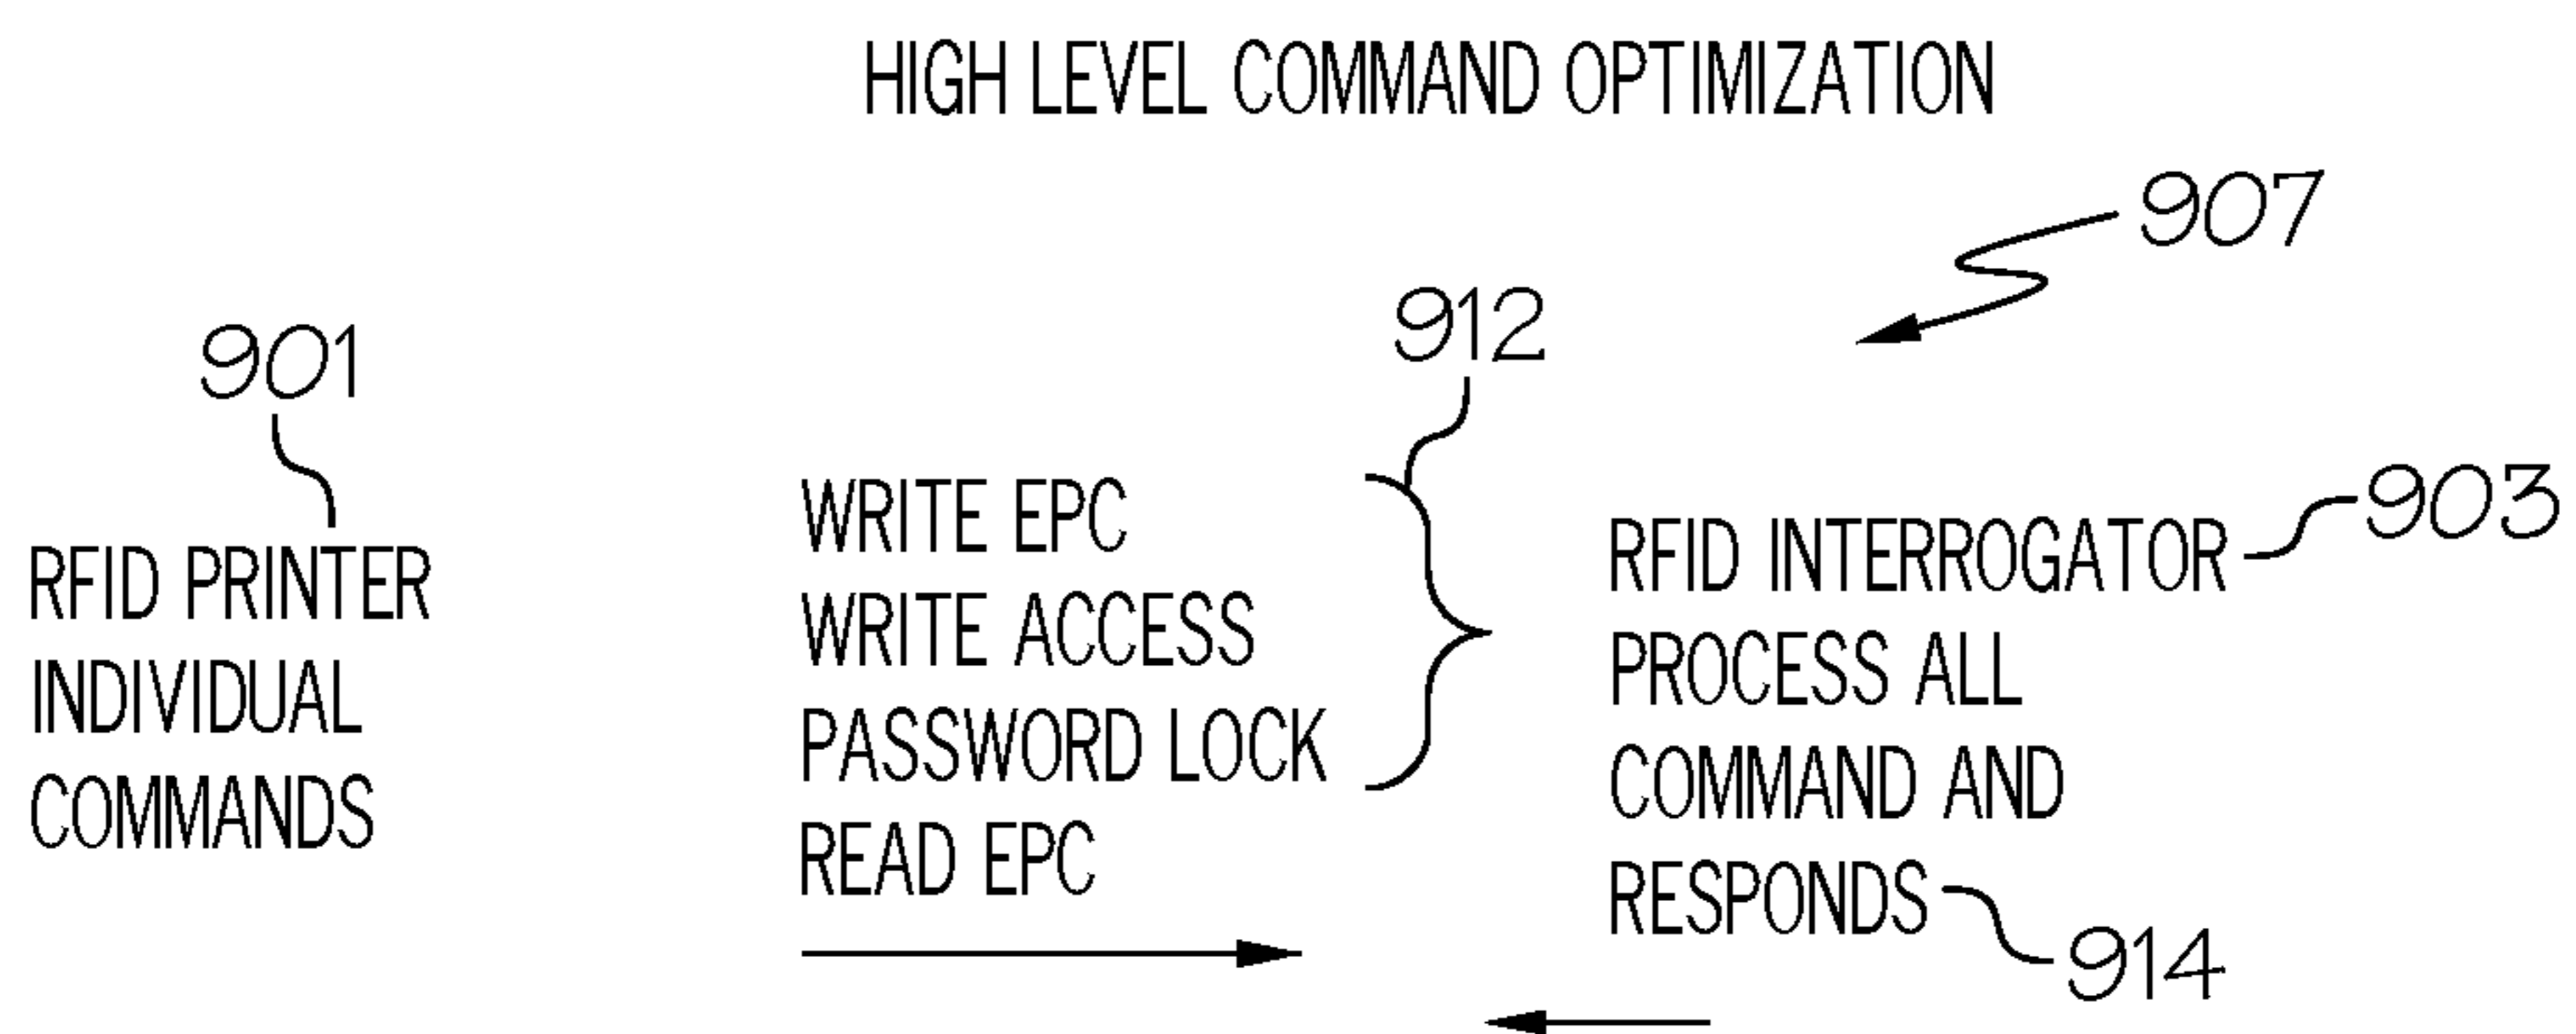 HIGH LEVEL COMMAND OPTIMIZATION
907
912
901
903
RFID PRINTER
INDIVIDUAL
COMMANDS
WRITE EPC
WRITE ACCESS
PASSWORD LOCK
READ EPC
RFID INTERROGATOR
PROCESS ALL
COMMAND AND
RESPONDS
914